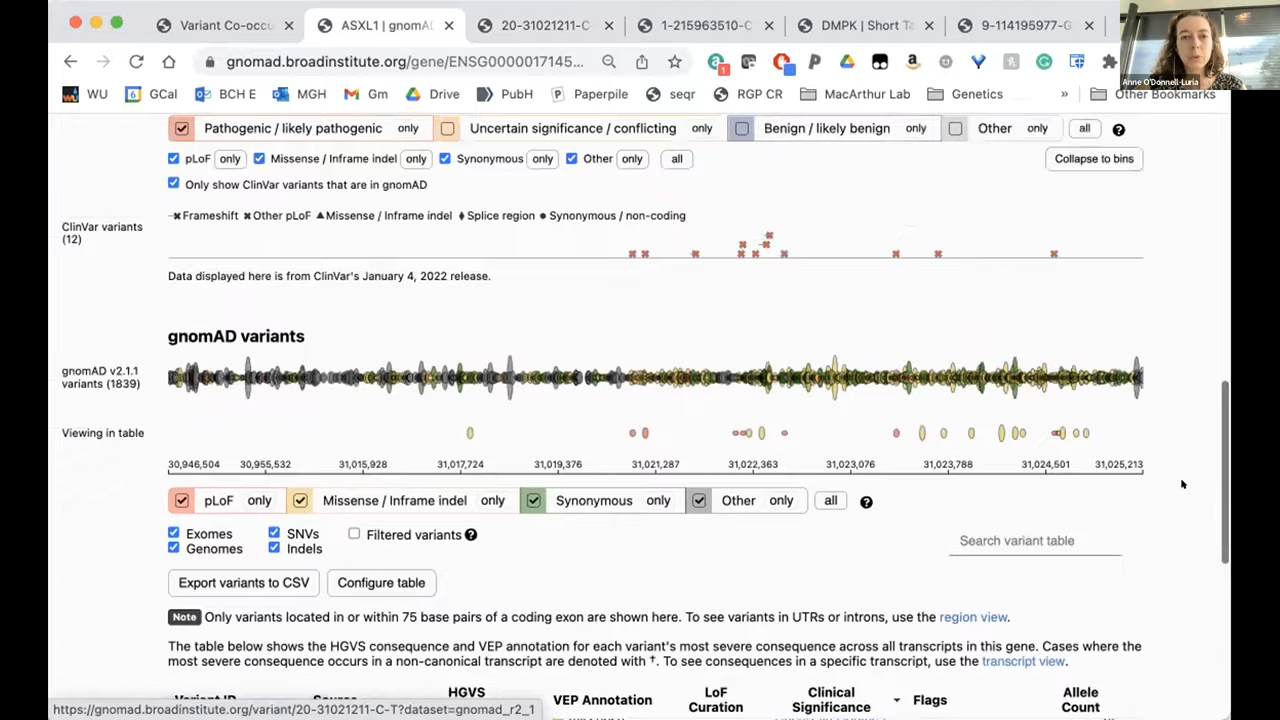 Variant Co-occu
ASXL1 | gnomAD
20-31021211-C
1-215963510-C
DMPK | Short Ta
9-114195977-G
gnomad.broadinstitute.org/gene/ENSG0000017145...
1
WU
GCal
BCH E
MGH
Gm
Drive
PubH
Paperpile
seqr
RGP CR
MacArthur Lab
Genetics
»
Other Bookmarks
Anne O'Donnell-Luria
Pathogenic / likely pathogenic only
Uncertain significance / conflicting only
Benign / likely benign only
Other only
all
?
pLoF only
Missense / Inframe indel only
Synonymous only
Other only
all
Collapse to bins
Only show ClinVar variants that are in gnomAD
Frameshift Other pLoF Missense / Inframe indel Splice region Synonymous / non-coding
ClinVar variants
(12)
Data displayed here is from ClinVar's January 4, 2022 release.
gnomAD variants
gnomAD v2.1.1
variants (1839)
Viewing in table
30,946,504 30,955,532 31,015,928 31,017,724 31,019,376 31,021,287 31,022,363 31,023,076 31,023,788 31,024,501 31,025,213
pLoF only
Missense / Inframe indel only
Synonymous only
Other only
all
?
Exomes SNVs Filtered variants ?
Genomes Indels
Search variant table
Export variants to CSV Configure table
Note Only variants located in or within 75 base pairs of a coding exon are shown here. To see variants in UTRs or introns, use the region view.
The table below shows the HGVS consequence and VEP annotation for each variant's most severe consequence across all transcripts in this gene. Cases where the
most severe consequence occurs in a non-canonical transcript are denoted with †. To see consequences in a specific transcript, use the transcript view.
Variant ID Source HGVS VEP Annotation LoF Curation Clinical Significance Flags Allele Count
https://gnomad.broadinstitute.org/variant/20-31021211-C-T?dataset=gnomad_r2_1